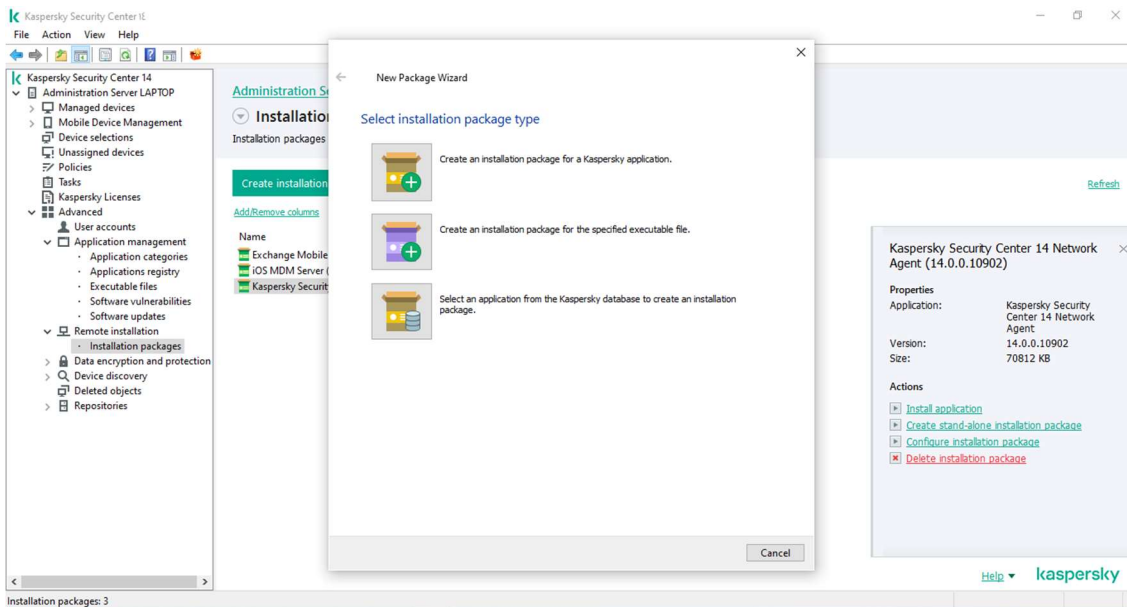 Kaspersky Security Center 14
File Action View Help
Kaspersky Security Center 14
Administration Server LAPTOP
Managed devices
Mobile Device Management
Device selections
Unassigned devices
Policies
Tasks
Kaspersky Licenses
Advanced
User accounts
Application management
Application categories
Applications registry
Executable files
Software vulnerabilities
Software updates
Remote installation
Installation packages
Data encryption and protection
Device discovery
Deleted objects
Repositories
Administration Se
Installation
Installation packages
Create installation
Add/Remove columns
Name
Exchange Mobile
iOS MDM Server (
Kaspersky Securit
New Package Wizard
Select installation package type
Create an installation package for a Kaspersky application.
Create an installation package for the specified executable file.
Select an application from the Kaspersky database to create an installation
package.
Cancel
Refresh
Kaspersky Security Center 14 Network
Agent (14.0.0.10902)
Properties
Application: Kaspersky Security
Center 14 Network
Agent
Version: 14.0.0.10902
Size: 70812 KB
Actions
Install application
Create stand-alone installation package
Configure installation package
Delete installation package
Help
kaspersky
Installation packages: 3